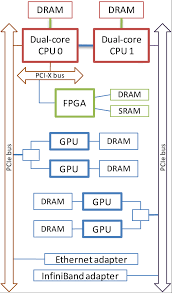 DRAM
DRAM
Dual-core
CPU 0
Dual-core
CPU 1
PCI-X bus
FPGA
DRAM
SRAM
GPU
DRAM
GPU
DRAM
PCIe bus
PCIe bus
DRAM
GPU
DRAM
GPU
Ethernet adapter
InfiniBand adapter